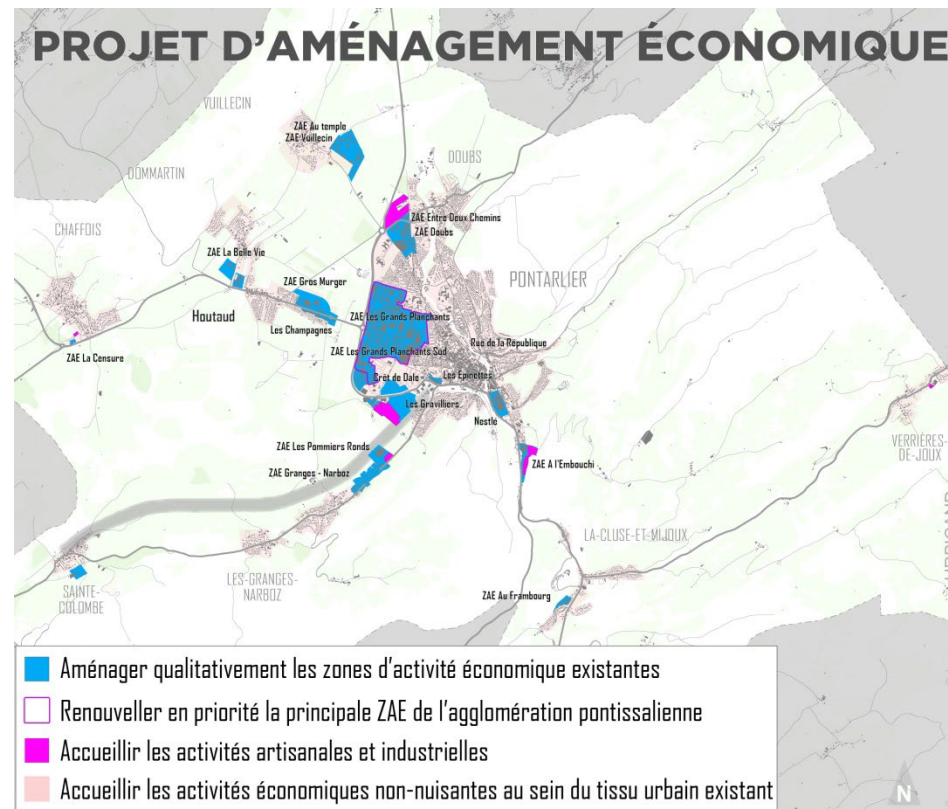 PROJET D'AMÉNAGEMENT ÉCONOMIQUE
VUILLECIN
ZAE Au temple
ZAE Vuillecin
DOMMARTIN
DOUBS
CHAFFOIS
ZAE Entre Deux Chemins
ZAE Doubs
ZAE La Belle Vie
ZAE Gros Murger
PONTARLIER
Houtaud
Les Champagnes
ZAE Les Grands Planchants
ZAE La Censure
ZAE Les Grands Planchants Sud
Rue de la République
Crêt de Dale
Les Épinettes
Les Gravilliers
Nestlé
ZAE Les Pommiers Ronds
ZAE Granges - Narboz
ZAE A l'Embouchi
VERRIÈRES-
DE-JOUX
LA-CLUSE-ET-MIJOUX
LES-GRANGES-
NARBOZ
SAINTE-
COLOMBE
ZAE Au Frambourg
Aménager qualitativement les zones d'activité économique existantes
Renouveller en priorité la principale ZAE de l'agglomération pontissalienne
Accueillir les activités artisanales et industrielles
Accueillir les activités économiques non-nuisantes au sein du tissu urbain existant
N